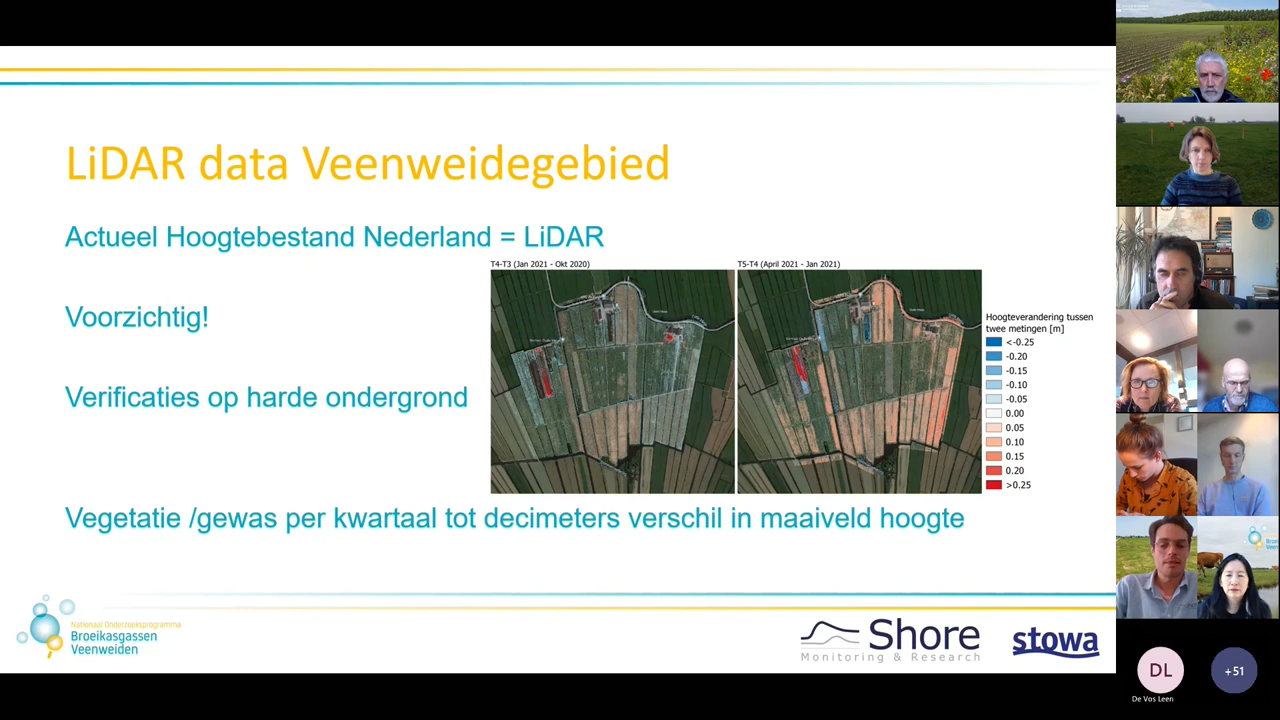 LiDAR data Veenweidegebied
Actueel Hoogtebestand Nederland = LiDAR
Voorzichtig!
Verificaties op harde ondergrond
Vegetatie /gewas per kwartaal tot decimeters verschil in maaiveld hoogte
T4-T3 (Jan 2021 - Okt 2020)
T5-T4 (April 2021 - Jan 2021)
Hoogteverandering tussen
twee metingen [m]
<-0.25
-0.20
-0.15
-0.10
-0.05
0.00
0.05
0.10
0.15
0.20
>0.25
Nationaal Onderzoeksprogramma
Broeikasgassen
Veenweiden
Shore
Monitoring & Research
stowa
DL
De Vos Leen
+51